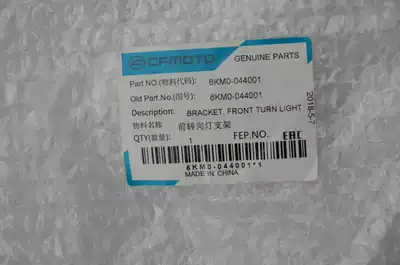 CFMOTO GENUINE PARTS
Part NO.(物料代码): 6KM0-044001
Old Part No.(图号): 6KM0-044001
Description: BRACKET, FRONT TURN LIGHT
物料名称 前转向灯支架
QTY(数量): 1 FEP.NO. EAC
6KM0-044001*1
MADE IN CHINA
2018-5-7